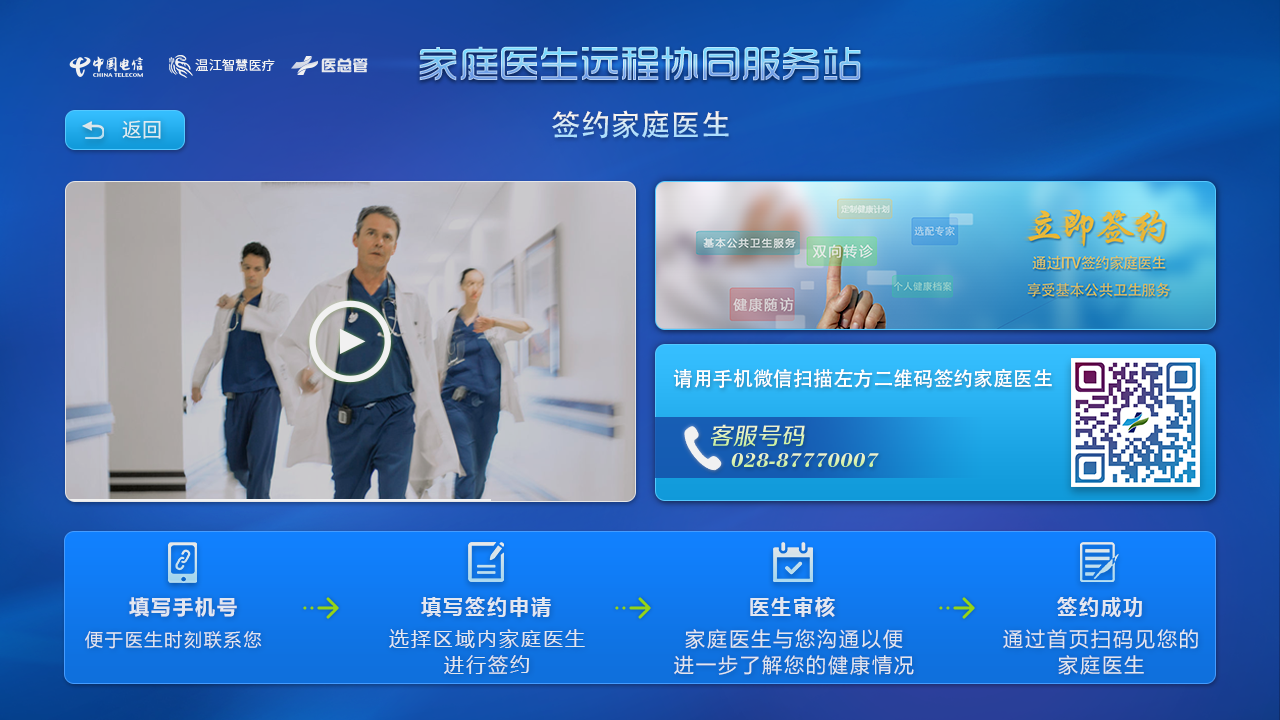 中国电信
CHINA TELECOM
温江智慧医疗
医总管
家庭医生远程协同服务站
返回
签约家庭医生
定制健康计划
选配专家
基本公共卫生服务
双向转诊
个人健康档案
健康随访
立即签约
通过ITV签约家庭医生
享受基本公共卫生服务
请用手机微信扫描左方二维码签约家庭医生
客服号码
028-87770007
填写手机号
便于医生时刻联系您
填写签约申请
选择区域内家庭医生
进行签约
医生审核
家庭医生与您沟通以便
进一步了解您的健康情况
签约成功
通过首页扫码见您的
家庭医生